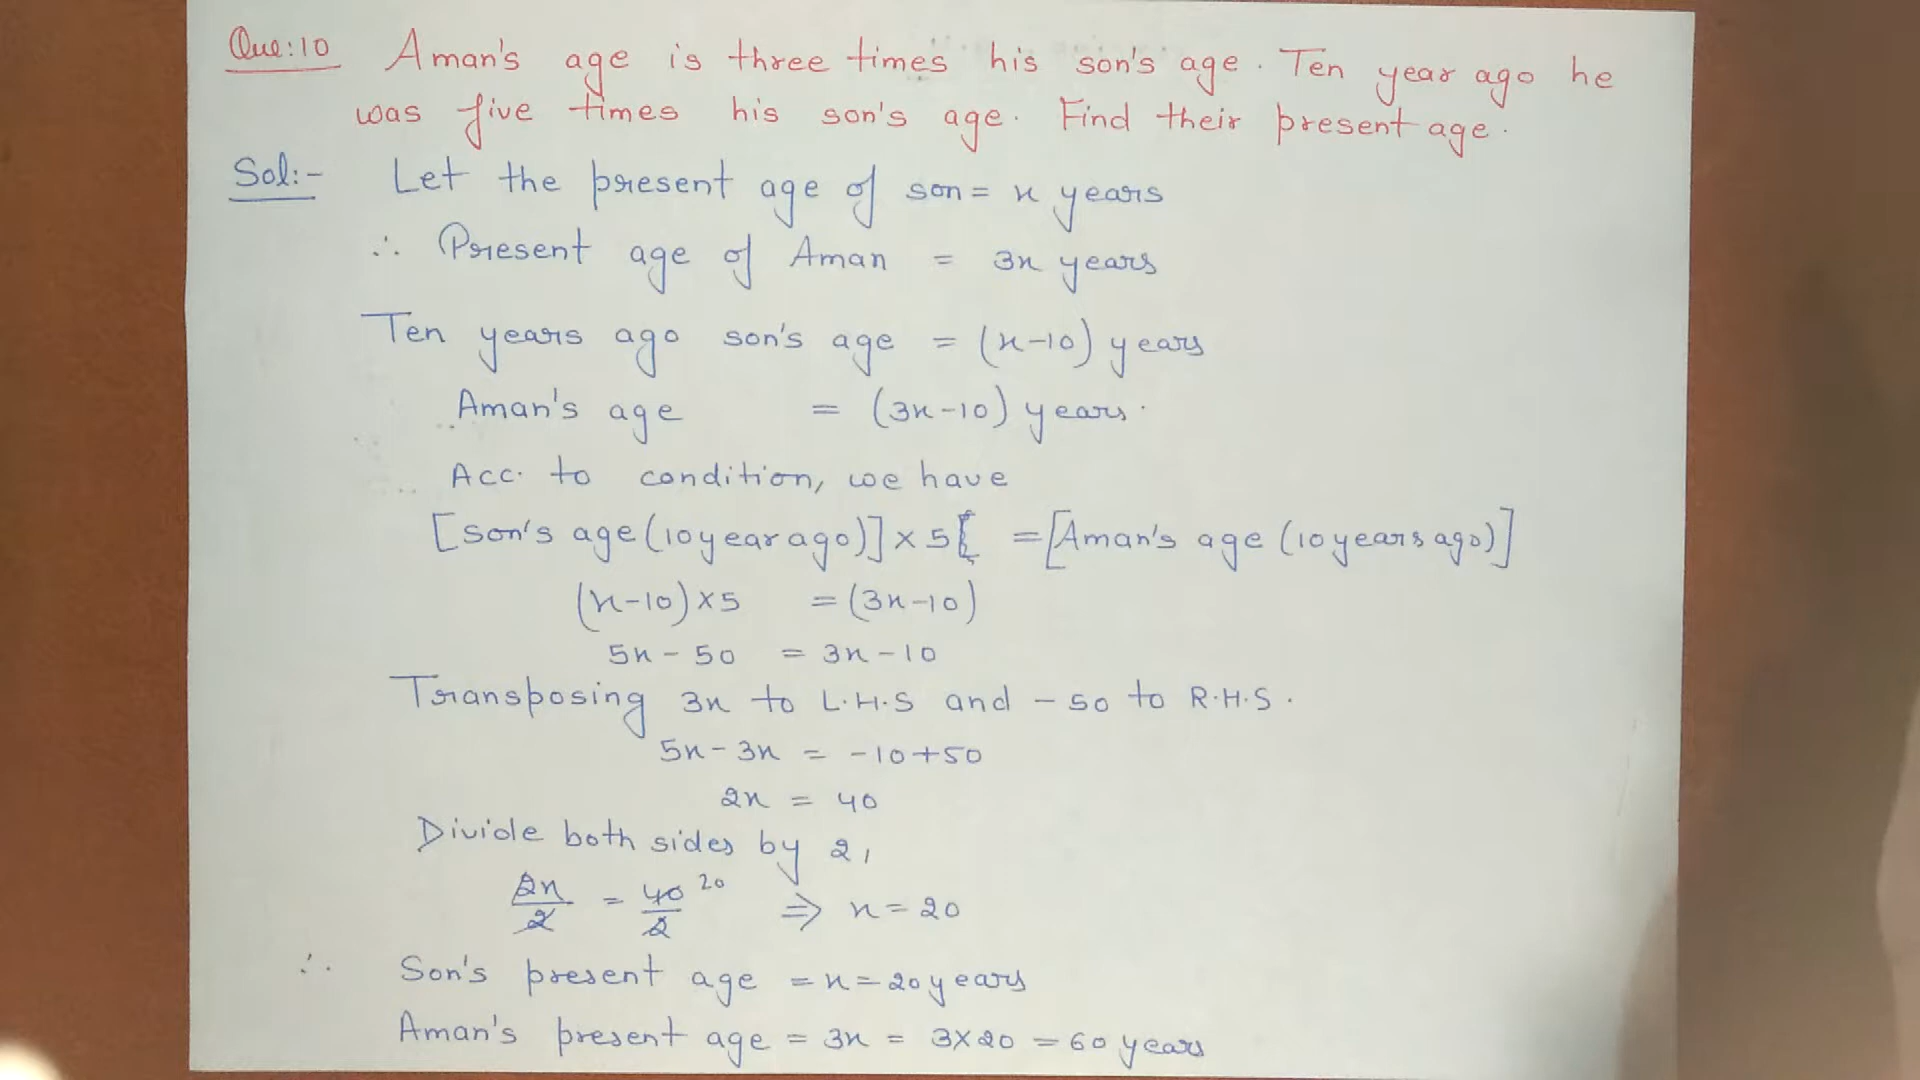 Que:10 Aman's age is three times his son's age. Ten year ago he
was five times his son's age. Find their present age.
Sol:- Let the present age of son = x years
∴ Present age of Aman = 3x years
Ten years ago son's age = (x-10) years
Aman's age = (3x-10) years.
Acc. to condition, we have
[son's age (10 year ago)] × 5 = [Aman's age (10 years ago)]
(x-10)×5 = (3x-10)
5x - 50 = 3x - 10
Transposing 3x to L.H.S and - 50 to R.H.S.
5x - 3x = -10+50
2x = 40
Divide both sides by 2,
2x/2 = 40/2 20 ⇒ x = 20
∴ Son's present age = x = 20 years
Aman's present age = 3x = 3×20 = 60 years